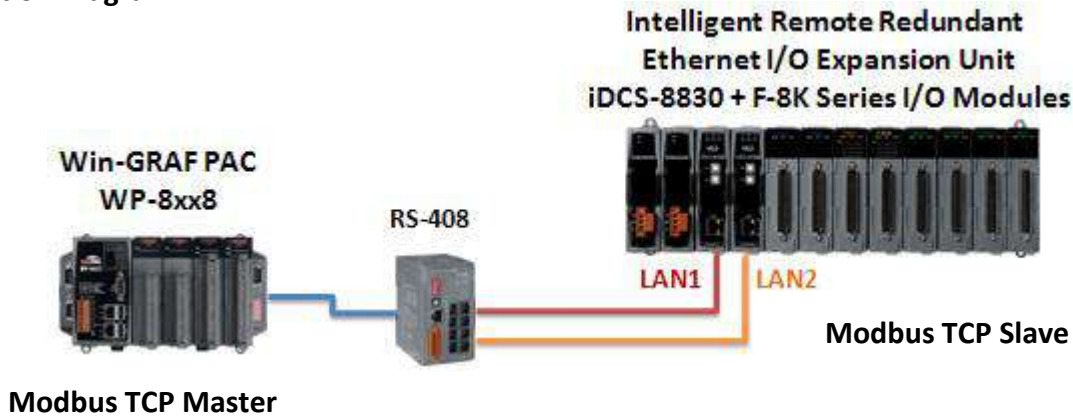 Intelligent Remote Redundant
Ethernet I/O Expansion Unit
iDCS-8830 + F-8K Series I/O Modules
Win-GRAF PAC
WP-8xx8
RS-408
LAN1
LAN2
Modbus TCP Slave
Modbus TCP Master